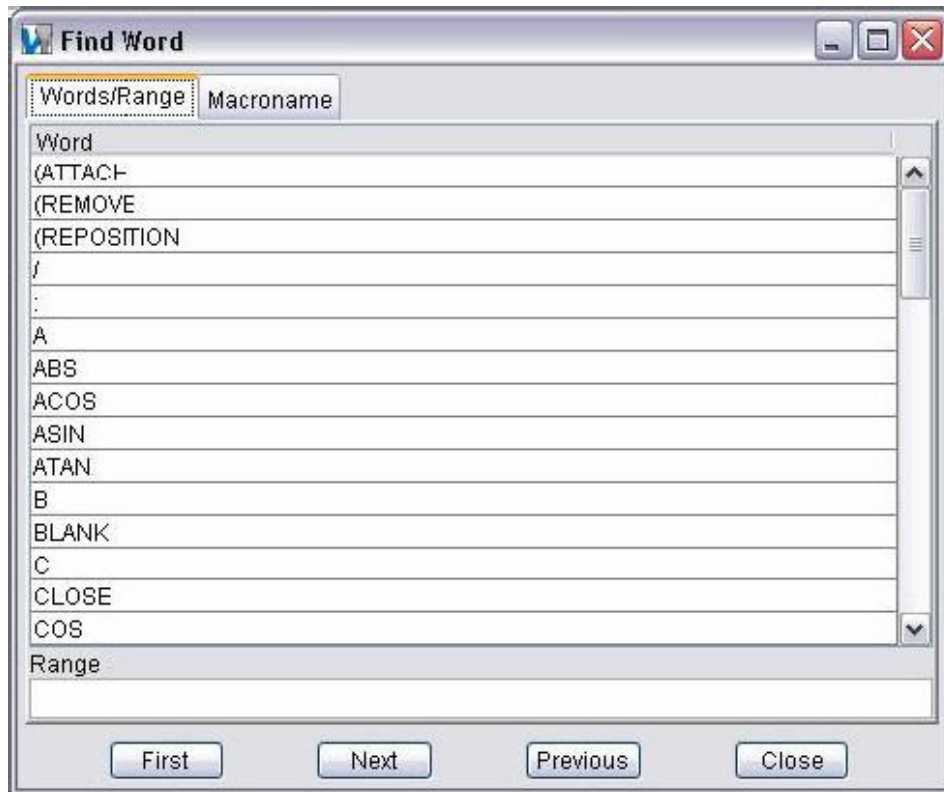 Find Word
Words/Range Macroname
Word
(ATTACH
(REMOVE
(REPOSITION
/
:
A
ABS
ACOS
ASIN
ATAN
B
BLANK
C
CLOSE
COS
Range
First Next Previous Close